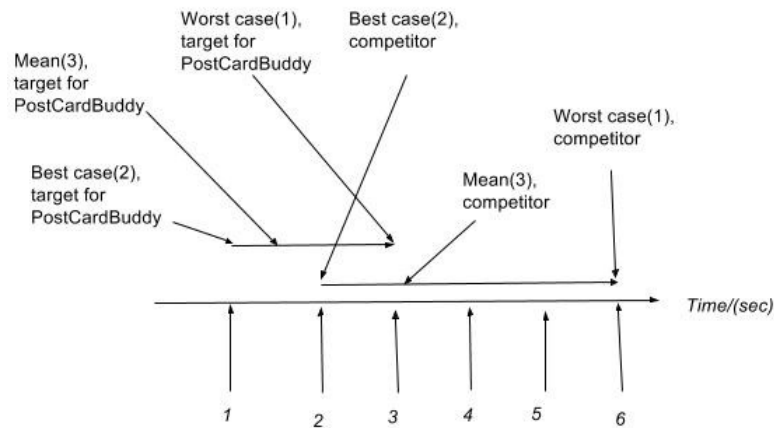 Worst case(1),
target for
PostCardBuddy
Best case(2),
competitor
Mean(3),
target for
PostCardBuddy
Worst case(1),
competitor
Best case(2),
target for
PostCardBuddy
Mean(3),
competitor
Time/(sec)
1
2
3
4
5
6